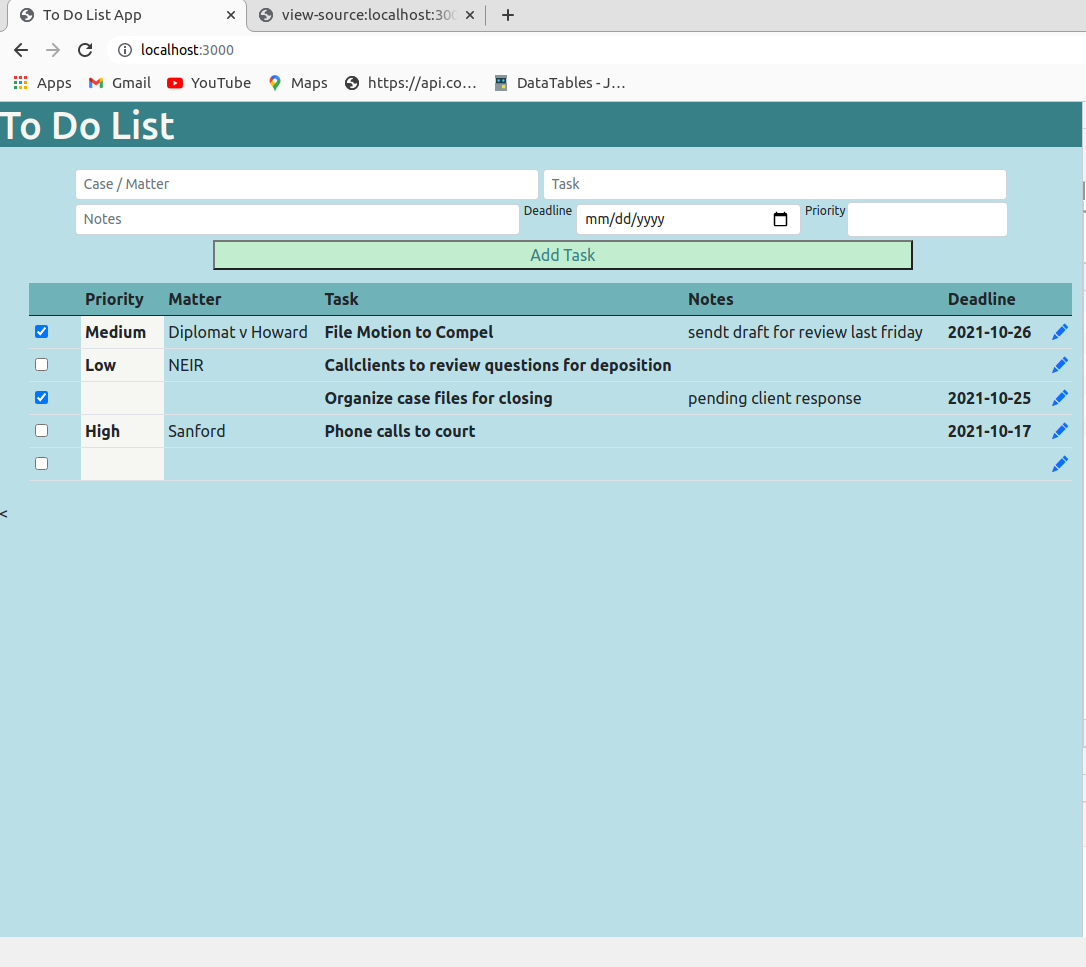 To Do List App
view-source:localhost:300
localhost:3000
Apps Gmail YouTube Maps https://api.co... DataTables - J...
To Do List
Case / Matter Task
Notes Deadline mm/dd/yyyy Priority
Add Task
Priority Matter Task Notes Deadline
Medium Diplomat v Howard File Motion to Compel sendt draft for review last friday 2021-10-26
Low NEIR Callclients to review questions for deposition
Organize case files for closing pending client response 2021-10-25
High Sanford Phone calls to court 2021-10-17
<